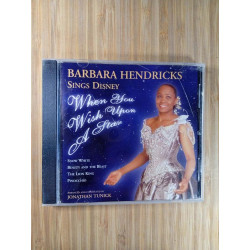 BARBARA HENDRICKS
SINGS DISNEY
When You
Wish Upon
A Star
SNOW WHITE
BEAUTY AND THE BEAST
THE LION KING
PINOCCHIO
JONATHAN TUNICK